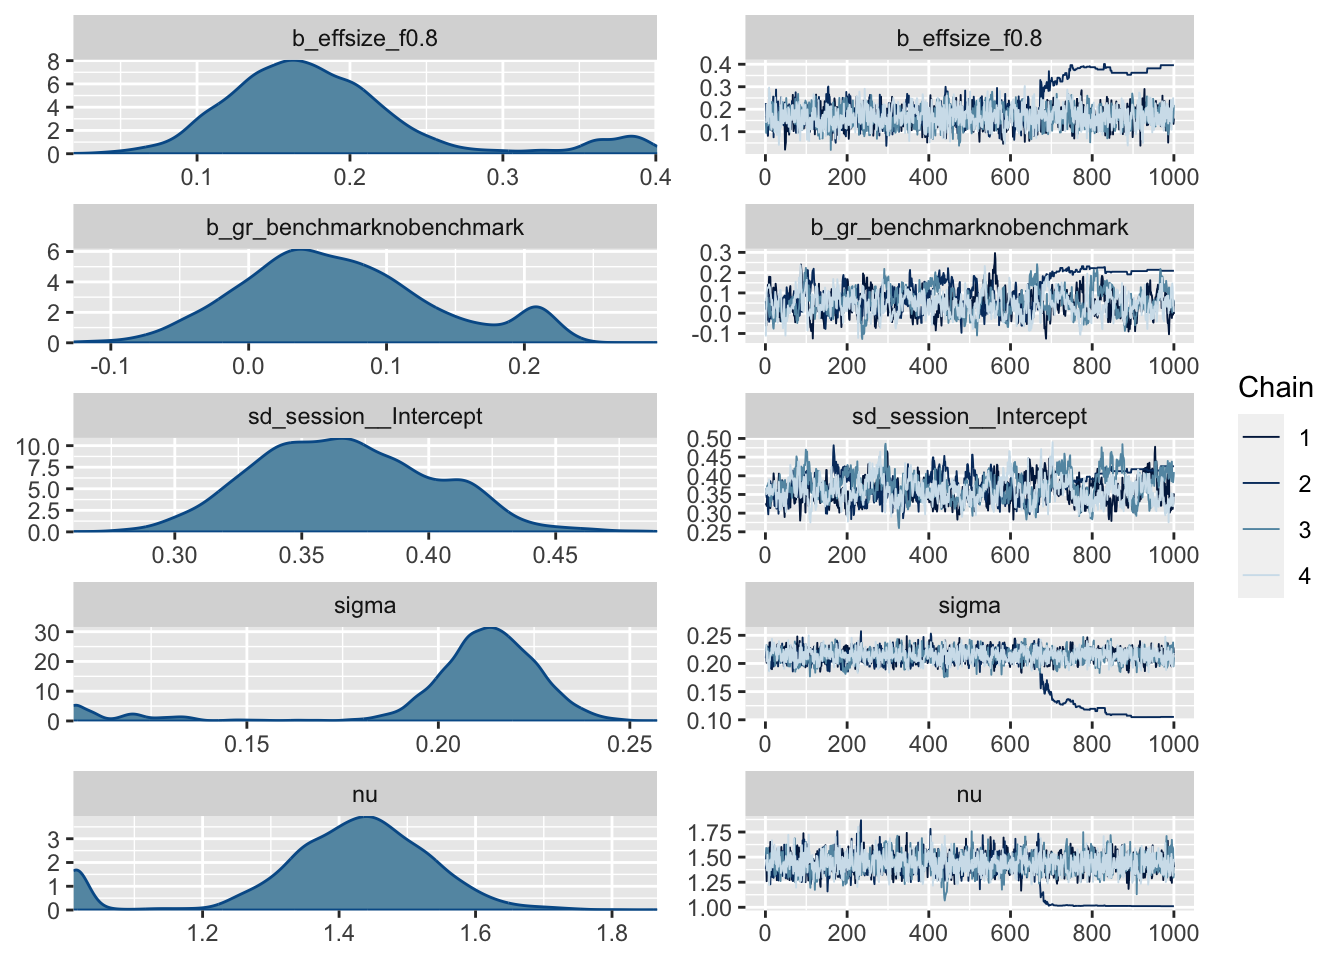 b_effsize_f0.8
8
6
4
2
0
0.1 0.2 0.3 0.4
b_effsize_f0.8
0.4
0.3
0.2
0.1
0 200 400 600 800 1000
b_gr_benchmarknobenchmark
6
4
2
0
-0.1 0.0 0.1 0.2
b_gr_benchmarknobenchmark
0.3
0.2
0.1
0.0
-0.1
0 200 400 600 800 1000
sd_session__Intercept
10.0
7.5
5.0
2.5
0.0
0.30 0.35 0.40 0.45
sd_session__Intercept
0.50
0.45
0.40
0.35
0.30
0.25
0 200 400 600 800 1000
sigma
30
20
10
0
0.15 0.20 0.25
sigma
0.25
0.20
0.15
0.10
0 200 400 600 800 1000
nu
3
2
1
0
1.2 1.4 1.6 1.8
nu
1.75
1.50
1.25
1.00
0 200 400 600 800 1000
Chain
1
2
3
4